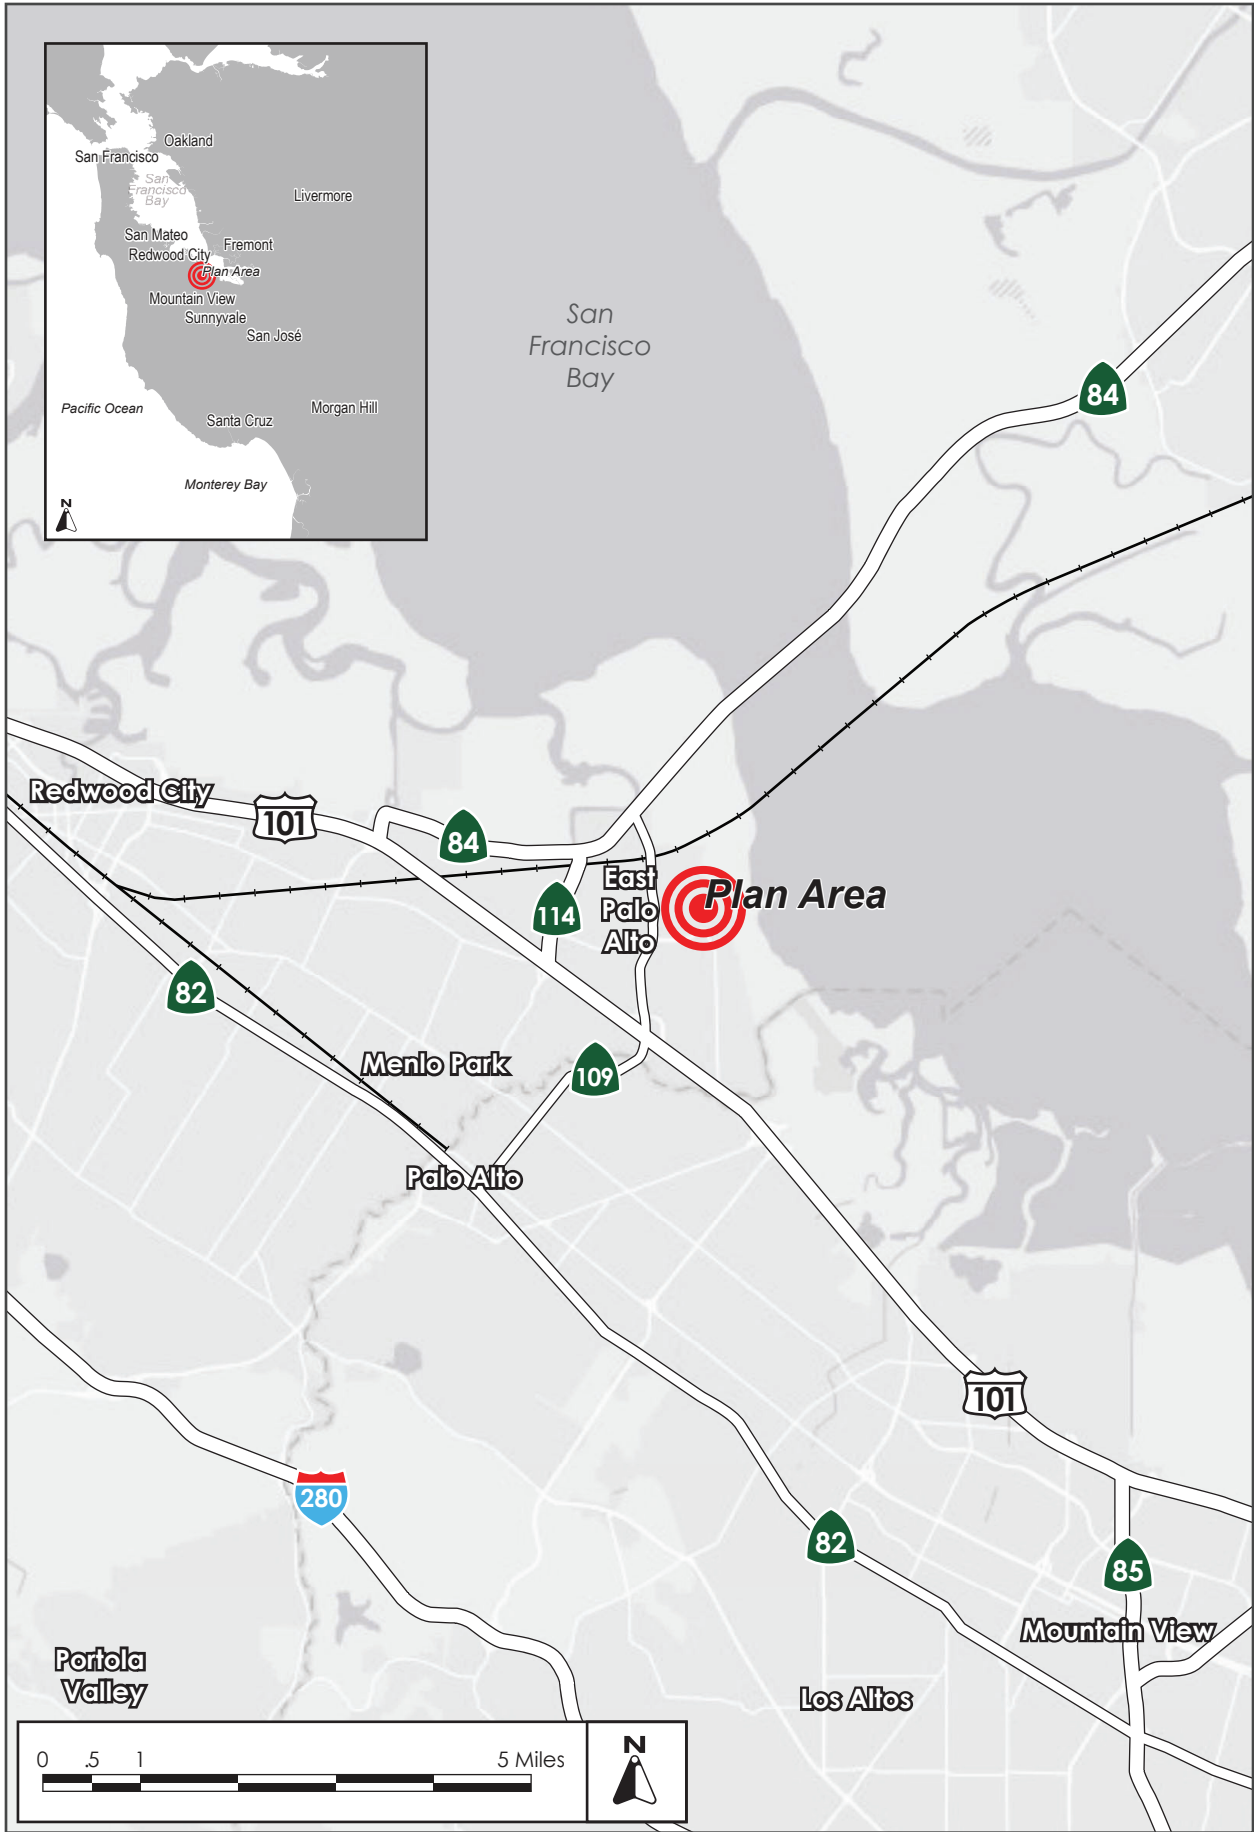 Oakland
San Francisco
San
Francisco
Bay
Livermore
San Mateo
Fremont
Redwood City
Plan Area
Mountain View
Sunnyvale
San José
Pacific Ocean
Santa Cruz
Morgan Hill
Monterey Bay
N
San
Francisco
Bay
84
Redwood City
101
84
East
Palo
Alto
Plan Area
114
82
Menlo Park
109
Palo Alto
101
280
82
85
Mountain View
Portola
Valley
Los Altos
0 .5 1 5 Miles
N